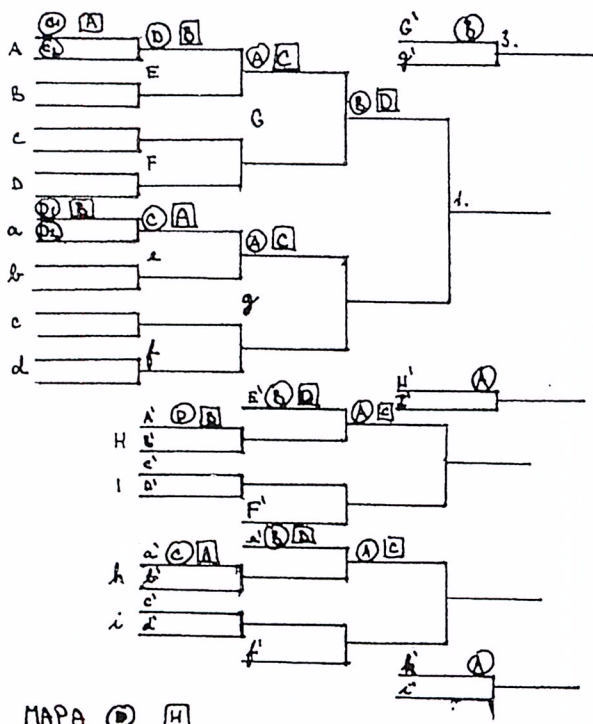 A G' B 3.
A D B g'
E A C
B G
B D
C F
D 1.
B
a C A A C
e
b g
c f
d
H' A
E' B D A C
A' D B
H B'
C'
I D' F'
B D
a' C A A C
h b'
c'
i d' f'
h' A
i'
MAPA D H